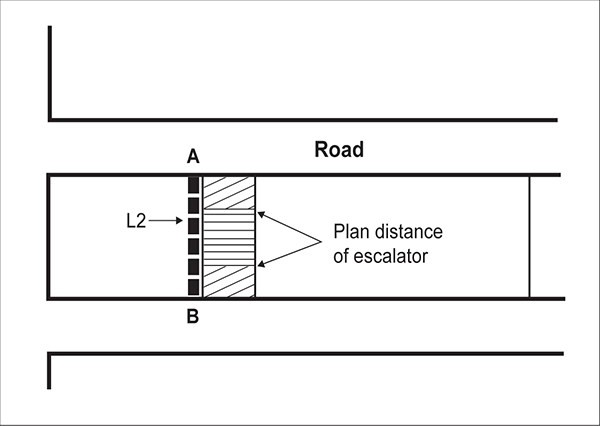 A
Road
L2
Plan distance
of escalator
B